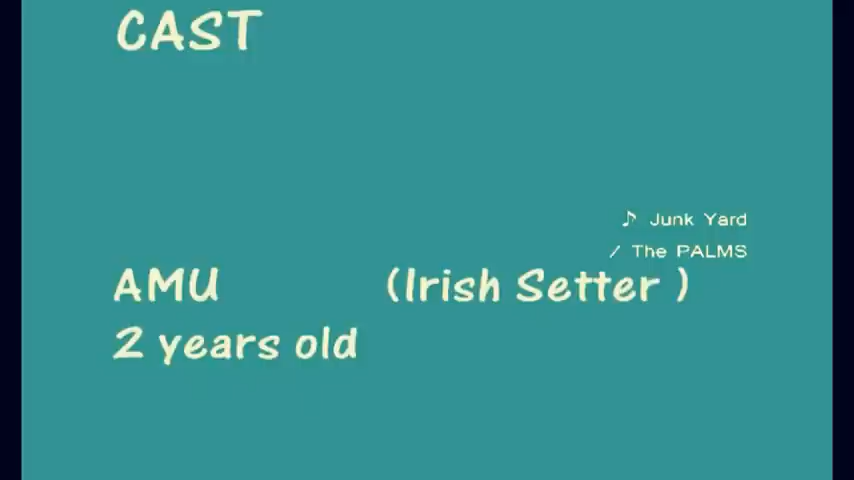 CAST
♪ Junk Yard
/ The PALMS
AMU (Irish Setter )
2 years old